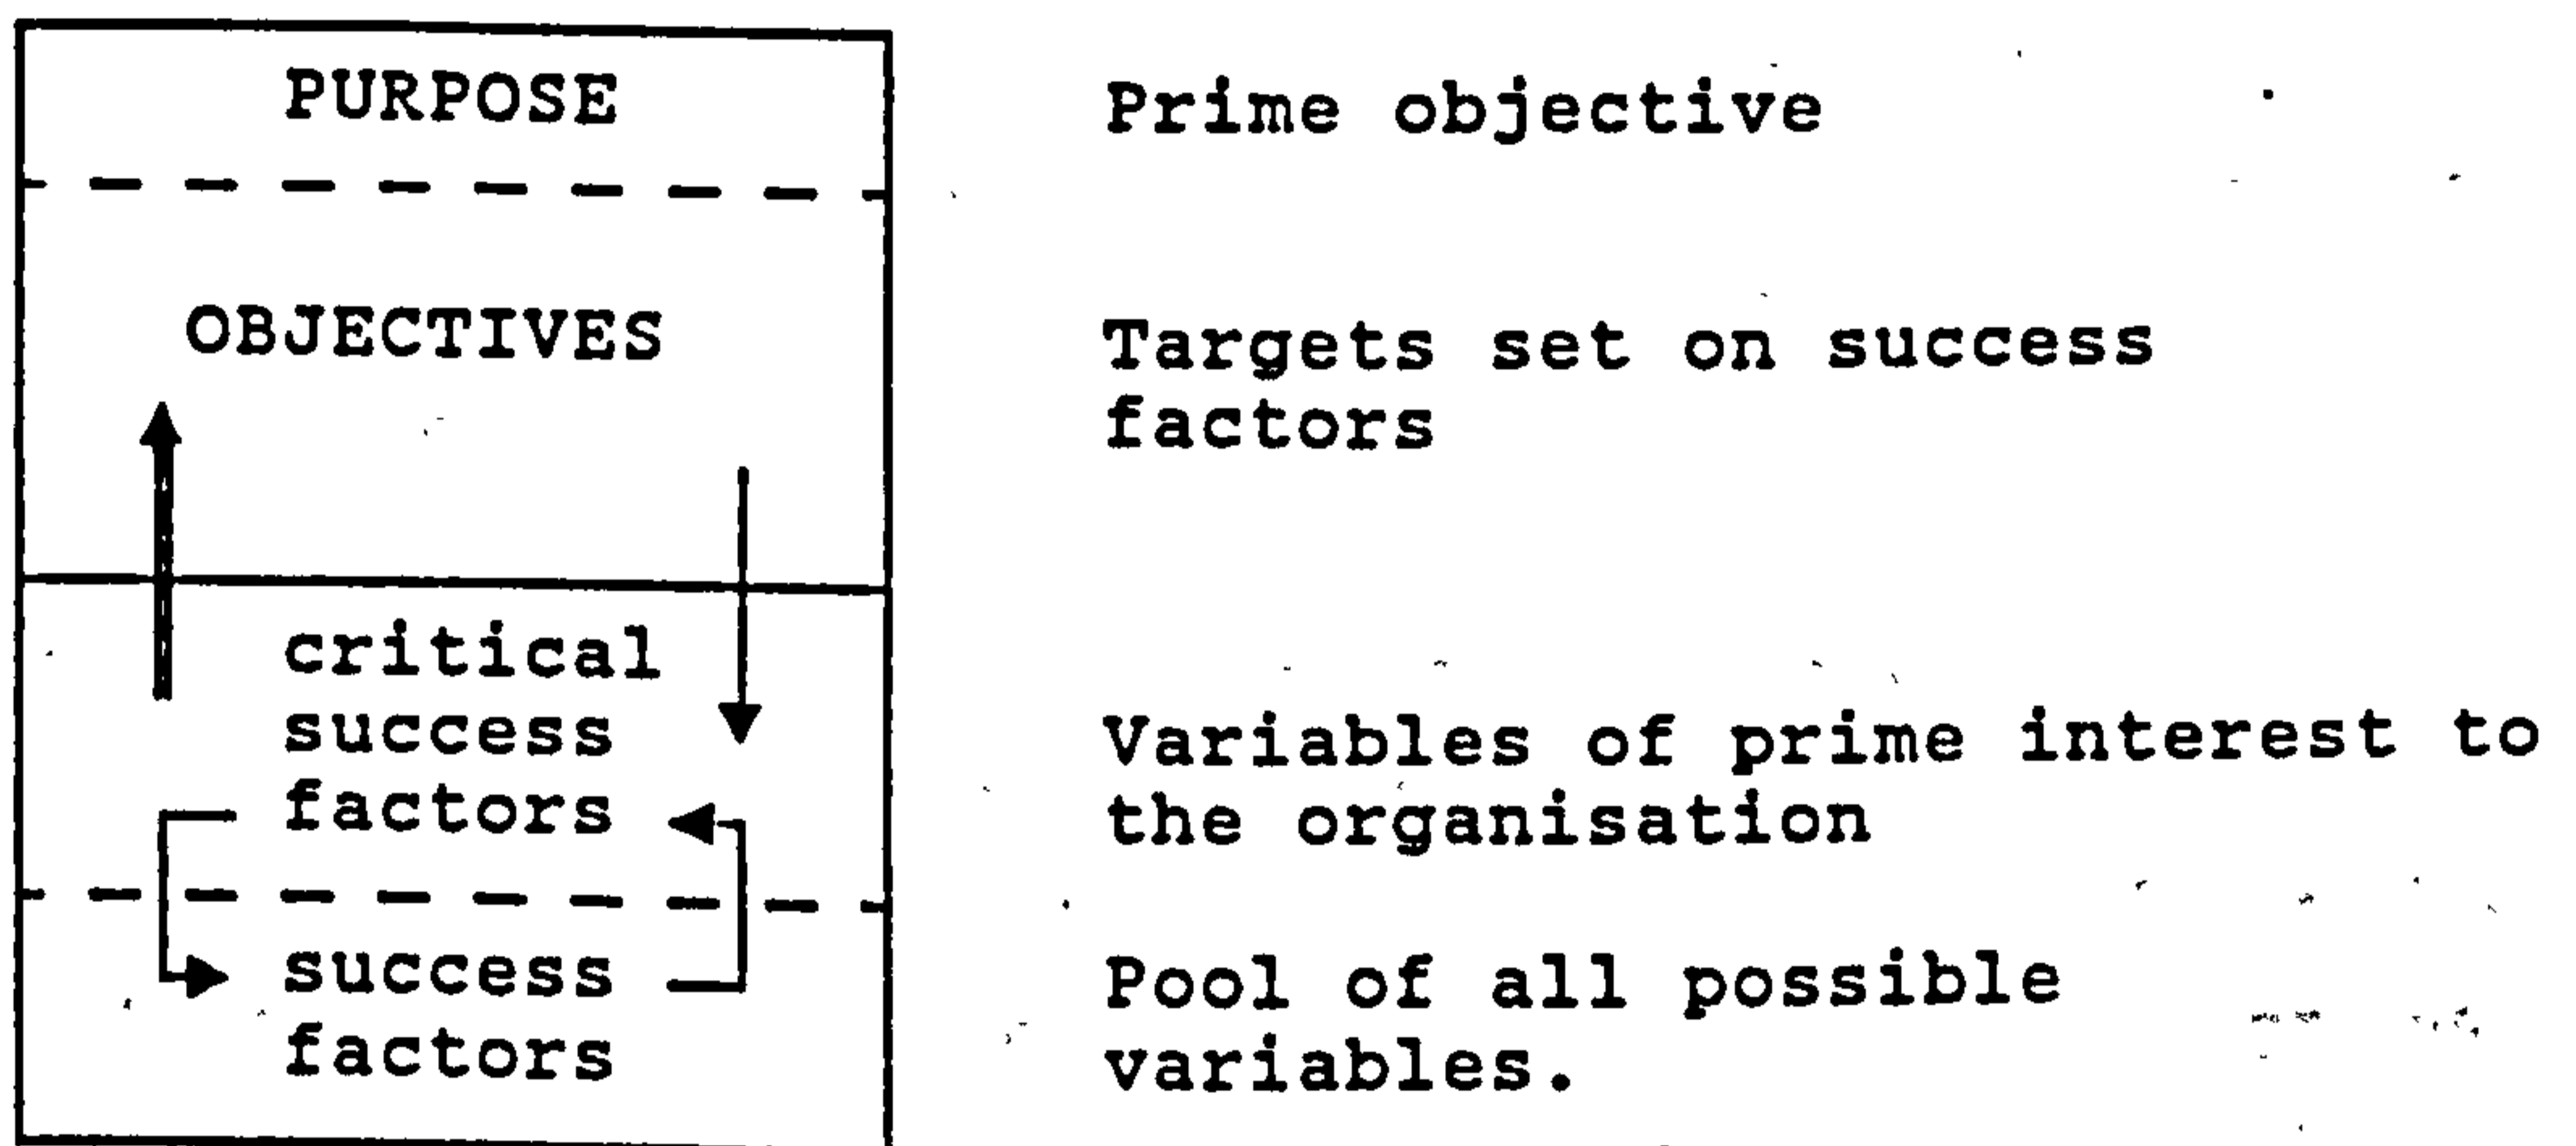 PURPOSE
Prime objective
OBJECTIVES
Targets set on success
factors
critical
success
factors
Variables of prime interest to
the organisation
success
factors
Pool of all possible
variables.